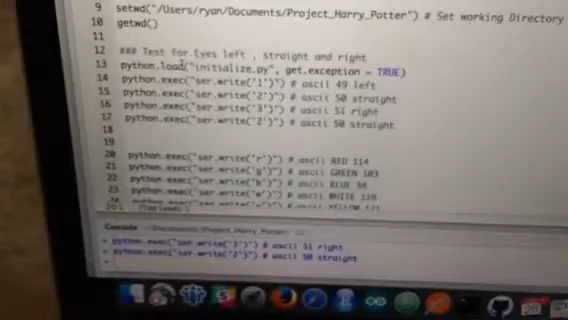 9 setwd("/Users/ryan/Documents/Project_Harry_Potter") # Set working Directory
10 getwd()
11
12 ### Test for Eyes left , straight and right
13 python.load("initialize.py", get.exception = TRUE)
14 python.exec("ser.write('1')") # ascii 49 left
15 python.exec("ser.write('2')") # ascii 50 straight
16 python.exec("ser.write('3')") # ascii 51 right
17 python.exec("ser.write('2')") # ascii 50 straight
18
19
20 python.exec("ser.write('r')") # ascii RED 114
21 python.exec("ser.write('g')") # ascii GREEN 103
22 python.exec("ser.write('b')") # ascii BLUE 98
23 python.exec("ser.write('w')") # ascii WHITE 119
(Top Level)
Console ~/Documents/Project_Harry_Potter/
> python.exec("ser.write('3')") # ascii 51 right
> python.exec("ser.write('2')") # ascii 50 straight
>